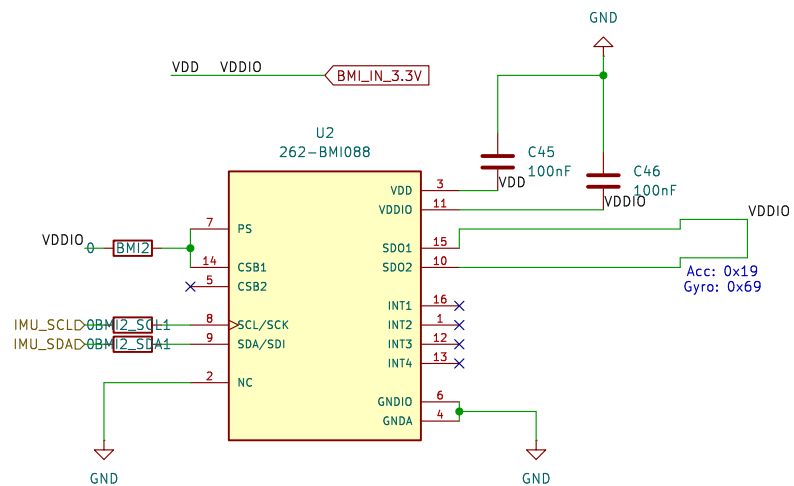 GND
VDD VDDIO BMI_IN_3.3V
U2
262-BMI088
C45
100nF
C46
100nF
VDD
VDDIO
VDD 3
VDDIO 11
7 PS
VDDIO 0 BMI2
14 CSB1
5 CSB2
SDO1 15
SDO2 10
VDDIO
Acc: 0x19
Gyro: 0x69
INT1 16
INT2 1
INT3 12
INT4 13
IMU_SCL 0 BMI2_SCL1 8 SCL/SCK
IMU_SDA 0 BMI2_SDA1 9 SDA/SDI
2 NC
GNDIO 6
GNDA 4
GND
GND